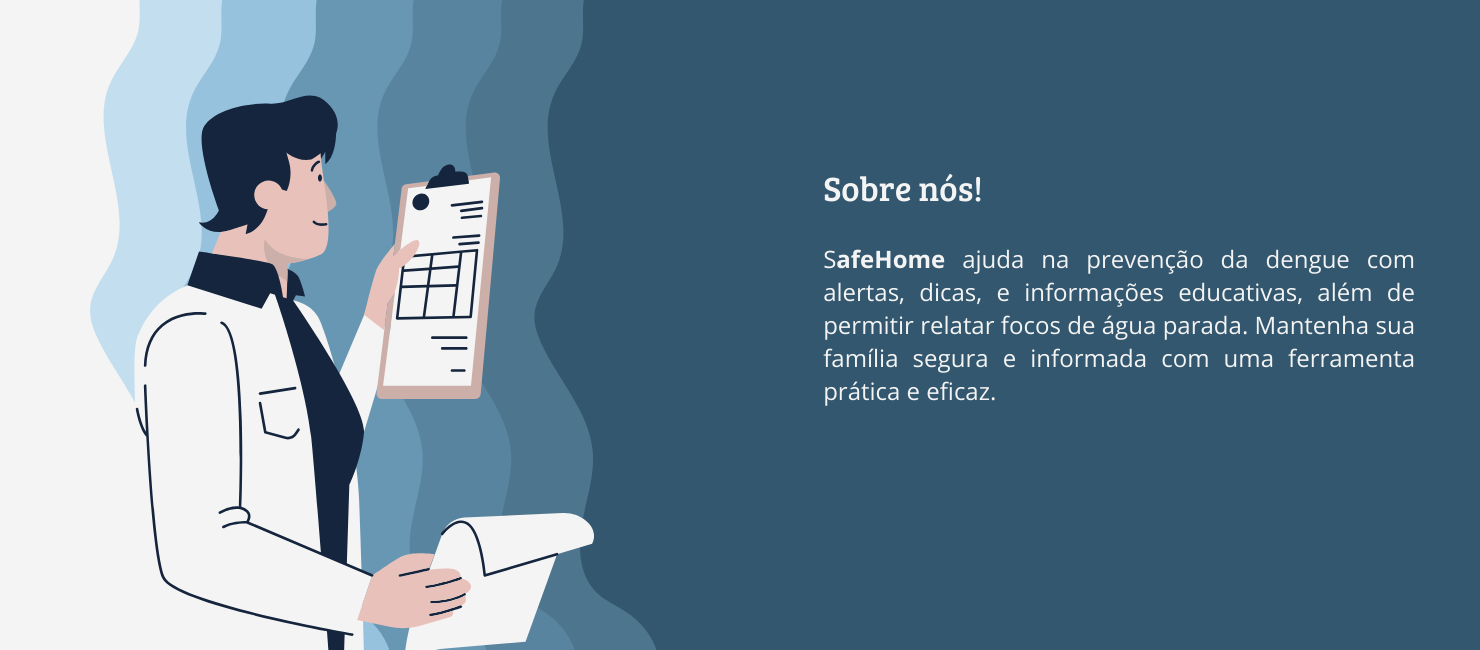 Sobre nós!
SafeHome ajuda na prevenção da dengue com
alertas, dicas, e informações educativas, além de
permitir relatar focos de água parada. Mantenha sua
família segura e informada com uma ferramenta
prática e eficaz.